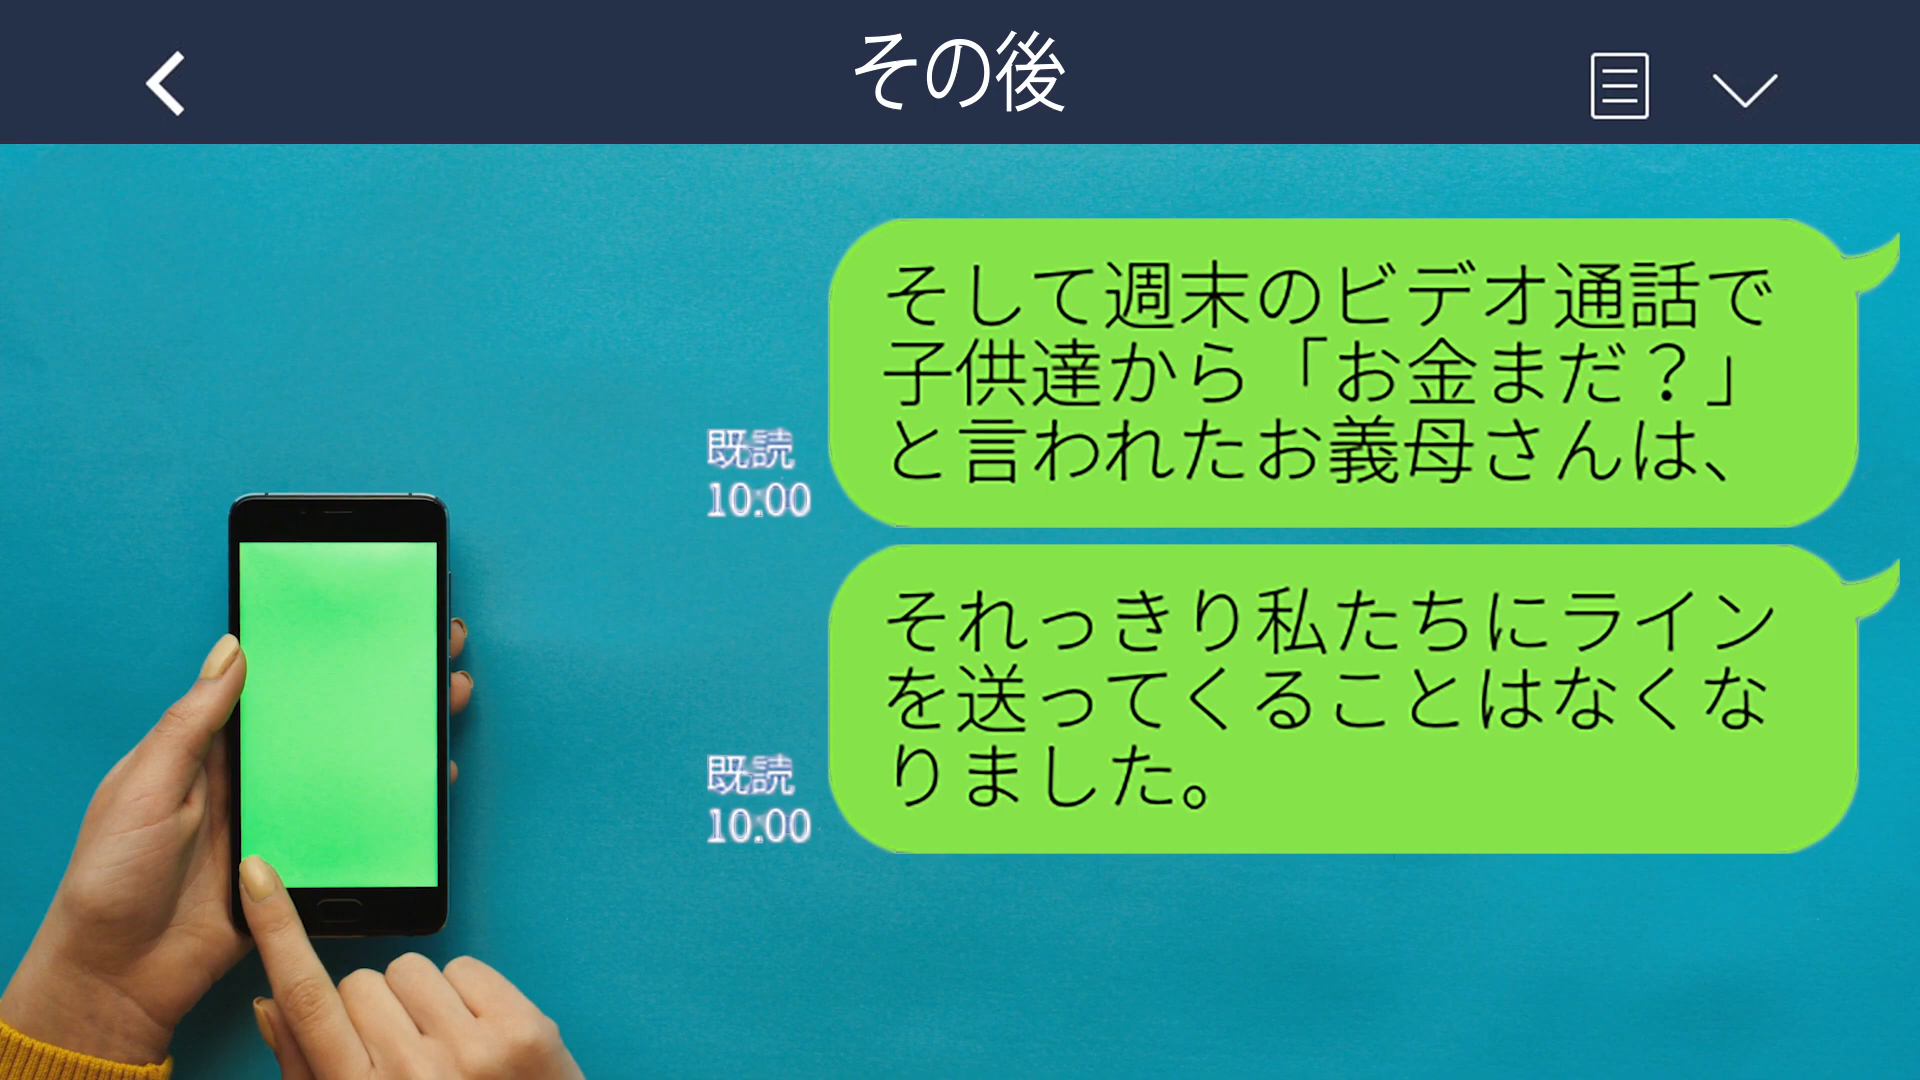 その後
そして週末のビデオ通話で
子供達から「お金まだ？」
と言われたお義母さんは、
既読
10:00
それっきり私たちにライン
を送ってくることはなくな
りました。
既読
10:00